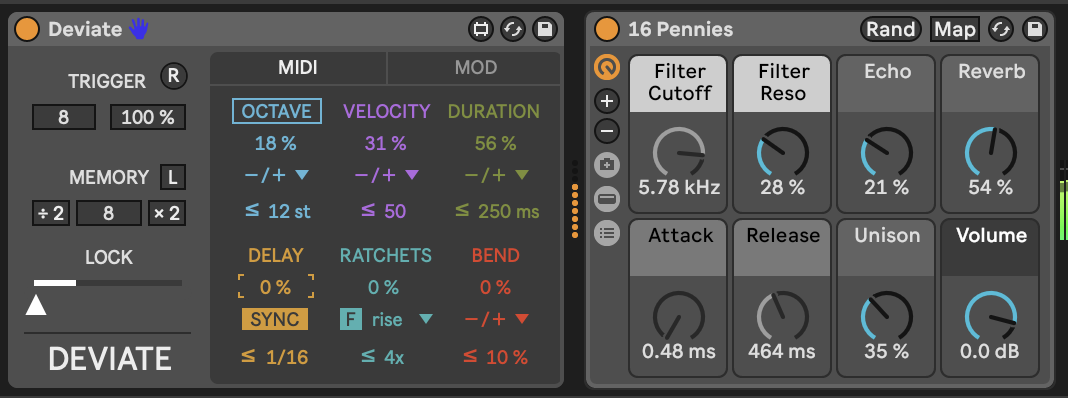 Deviate
TRIGGER R
8 100 %
MEMORY L
÷ 2 8 × 2
LOCK
DEVIATE
MIDI MOD
OCTAVE VELOCITY DURATION
18 % 31 % 56 %
−/+ −/+ −/+
≤ 12 st ≤ 50 ≤ 250 ms
DELAY RATCHETS BEND
0 % 0 % 0 %
SYNC F rise −/+
≤ 1/16 ≤ 4x ≤ 10 %
16 Pennies Rand Map
Filter Cutoff Filter Reso Echo Reverb
5.78 kHz 28 % 21 % 54 %
Attack Release Unison Volume
0.48 ms 464 ms 35 % 0.0 dB